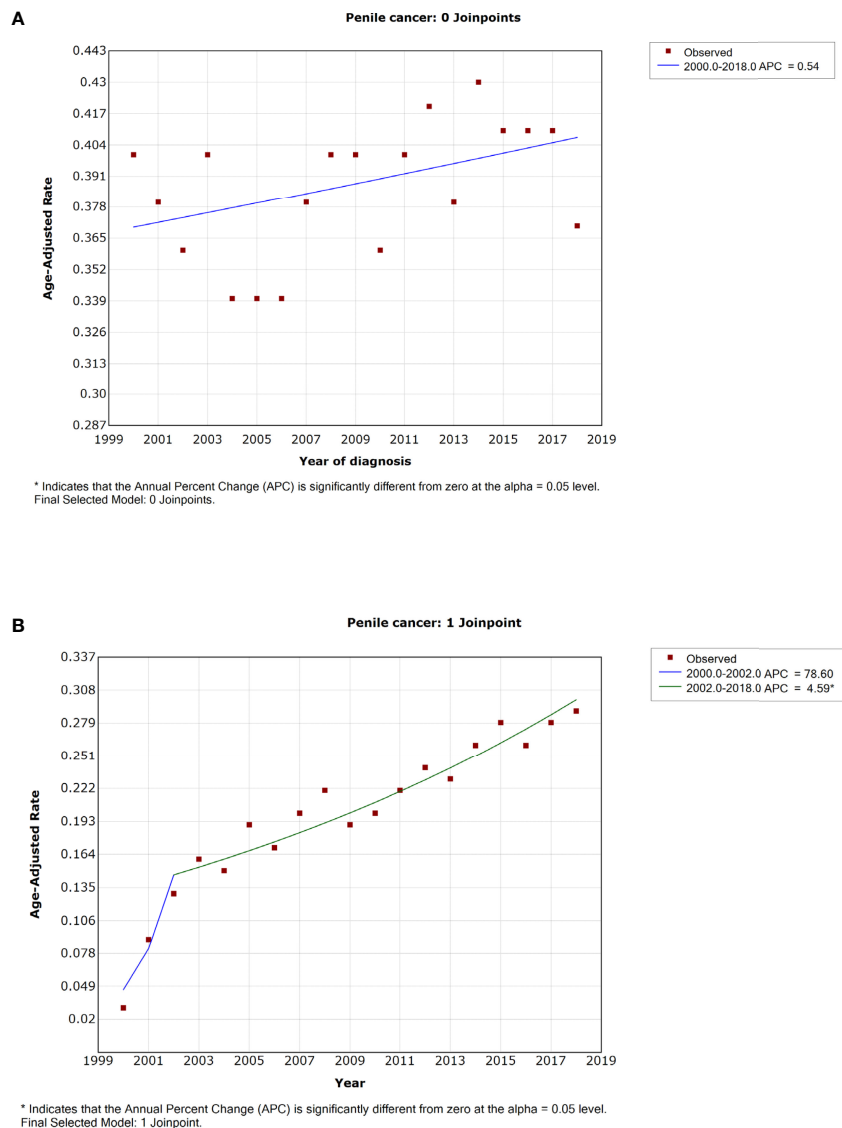 A
Penile cancer: 0 Joinpoints
0.443
0.43
0.417
0.404
0.391
0.378
0.365
0.352
0.339
0.326
0.313
0.30
0.287
Age-Adjusted Rate
1999 2001 2003 2005 2007 2009 2011 2013 2015 2017 2019
Year of diagnosis
Observed
2000.0-2018.0 APC = 0.54
* Indicates that the Annual Percent Change (APC) is significantly different from zero at the alpha = 0.05 level.
Final Selected Model: 0 Joinpoints.
B
Penile cancer: 1 Joinpoint
0.337
0.308
0.279
0.251
0.222
0.193
0.164
0.135
0.106
0.078
0.049
0.02
Age-Adjusted Rate
1999 2001 2003 2005 2007 2009 2011 2013 2015 2017 2019
Year
Observed
2000.0-2002.0 APC = 78.60
2002.0-2018.0 APC = 4.59*
* Indicates that the Annual Percent Change (APC) is significantly different from zero at the alpha = 0.05 level.
Final Selected Model: 1 Joinpoint.